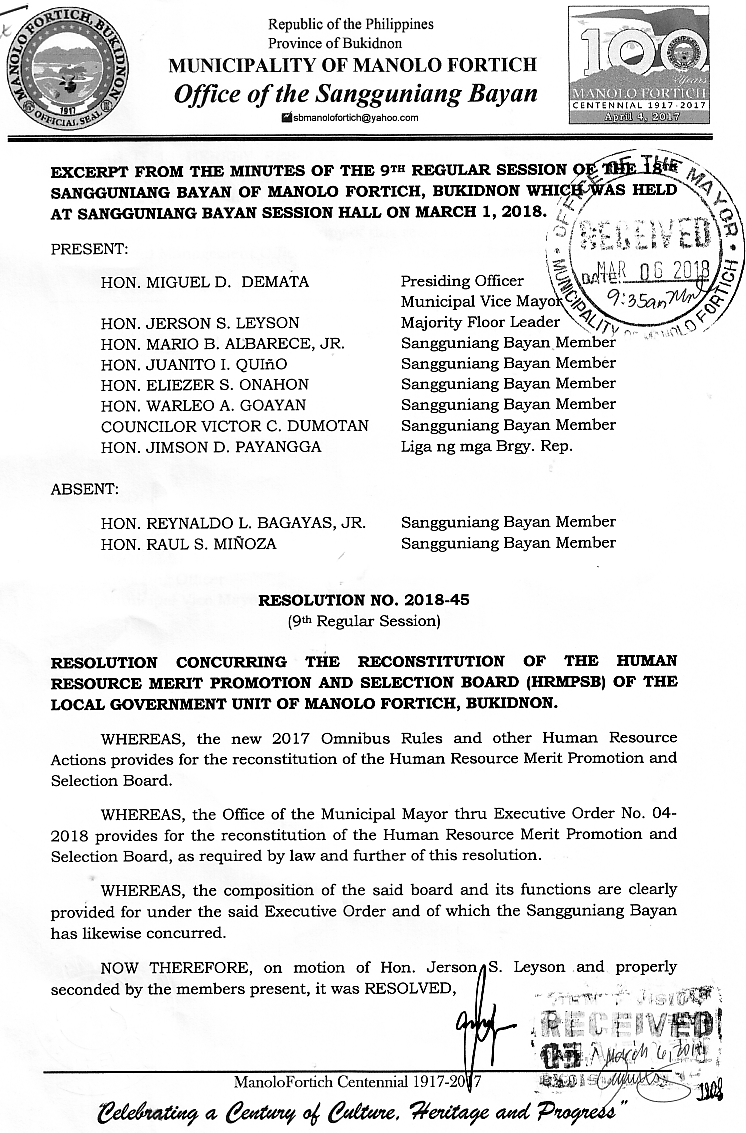 Republic of the Philippines
Province of Bukidnon
MUNICIPALITY OF MANOLO FORTICH
Office of the Sangguniang Bayan
sbmanolofortich@yahoo.com
MANOLO FORTICH, BUKIDNON
1917
OFFICIAL SEAL
100
Years
MANOLO FORTICH
CENTENNIAL 1917-2017
April 4, 2017
EXCERPT FROM THE MINUTES OF THE 9TH REGULAR SESSION OF THE 18th
SANGGUNIANG BAYAN OF MANOLO FORTICH, BUKIDNON WHICH WAS HELD
AT SANGGUNIANG BAYAN SESSION HALL ON MARCH 1, 2018.
OFFICE OF THE MAYOR
RECEIVED
DATE: MAR 06 2018
9:35am
MUNICIPALITY OF MANOLO FORTICH
PRESENT:
HON. MIGUEL D. DEMATA Presiding Officer
Municipal Vice Mayor
HON. JERSON S. LEYSON Majority Floor Leader
HON. MARIO B. ALBARECE, JR. Sangguniang Bayan Member
HON. JUANITO I. QUIñO Sangguniang Bayan Member
HON. ELIEZER S. ONAHON Sangguniang Bayan Member
HON. WARLEO A. GOAYAN Sangguniang Bayan Member
COUNCILOR VICTOR C. DUMOTAN Sangguniang Bayan Member
HON. JIMSON D. PAYANGGA Liga ng mga Brgy. Rep.
ABSENT:
HON. REYNALDO L. BAGAYAS, JR. Sangguniang Bayan Member
HON. RAUL S. MIÑOZA Sangguniang Bayan Member
RESOLUTION NO. 2018-45
(9th Regular Session)
RESOLUTION CONCURRING THE RECONSTITUTION OF THE HUMAN
RESOURCE MERIT PROMOTION AND SELECTION BOARD (HRMPSB) OF THE
LOCAL GOVERNMENT UNIT OF MANOLO FORTICH, BUKIDNON.
WHEREAS, the new 2017 Omnibus Rules and other Human Resource
Actions provides for the reconstitution of the Human Resource Merit Promotion and
Selection Board.
WHEREAS, the Office of the Municipal Mayor thru Executive Order No. 04-
2018 provides for the reconstitution of the Human Resource Merit Promotion and
Selection Board, as required by law and further of this resolution.
WHEREAS, the composition of the said board and its functions are clearly
provided for under the said Executive Order and of which the Sangguniang Bayan
has likewise concurred.
NOW THEREFORE, on motion of Hon. Jerson S. Leyson and properly
seconded by the members present, it was RESOLVED,
RECEIVED
March 6, 2018
ManoloFortich Centennial 1917-2017
"Celebrating a Century of Culture, Heritage and Progress"